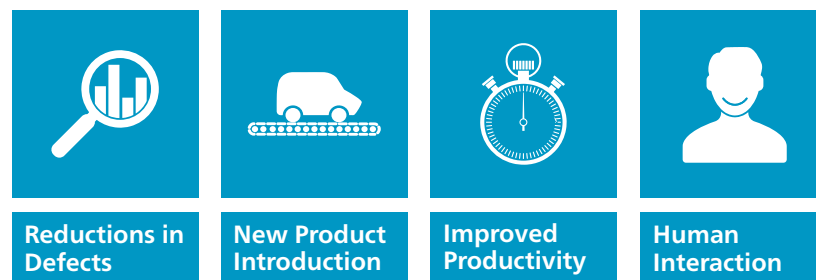 Reductions in
Defects
New Product
Introduction
Improved
Productivity
Human
Interaction